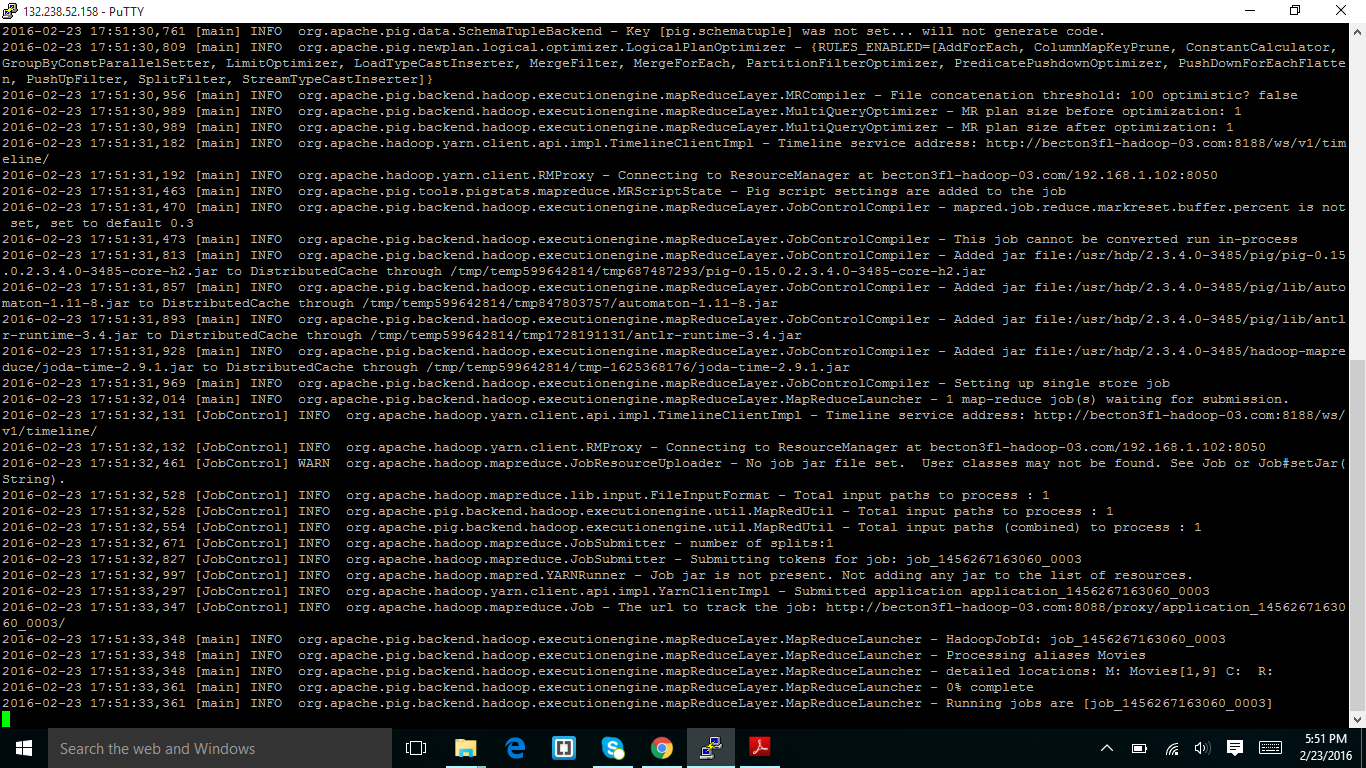 132.238.52.158 - PuTTY
2016-02-23 17:51:30,761 [main] INFO  org.apache.pig.data.SchemaTupleBackend - Key [pig.schematuple] was not set... will not generate code.
2016-02-23 17:51:30,809 [main] INFO  org.apache.pig.newplan.logical.optimizer.LogicalPlanOptimizer - {RULES_ENABLED=[AddForEach, ColumnMapKeyPrune, ConstantCalculator,
GroupByConstParallelSetter, LimitOptimizer, LoadTypeCastInserter, MergeFilter, MergeForEach, PartitionFilterOptimizer, PredicatePushdownOptimizer, PushDownForEachFlatte
n, PushUpFilter, SplitFilter, StreamTypeCastInserter]}
2016-02-23 17:51:30,956 [main] INFO  org.apache.pig.backend.hadoop.executionengine.mapReduceLayer.MRCompiler - File concatenation threshold: 100 optimistic? false
2016-02-23 17:51:30,989 [main] INFO  org.apache.pig.backend.hadoop.executionengine.mapReduceLayer.MultiQueryOptimizer - MR plan size before optimization: 1
2016-02-23 17:51:30,989 [main] INFO  org.apache.pig.backend.hadoop.executionengine.mapReduceLayer.MultiQueryOptimizer - MR plan size after optimization: 1
2016-02-23 17:51:31,182 [main] INFO  org.apache.hadoop.yarn.client.api.impl.TimelineClientImpl - Timeline service address: http://becton3fl-hadoop-03.com:8188/ws/v1/tim
eline/
2016-02-23 17:51:31,192 [main] INFO  org.apache.hadoop.yarn.client.RMProxy - Connecting to ResourceManager at becton3fl-hadoop-03.com/192.168.1.102:8050
2016-02-23 17:51:31,463 [main] INFO  org.apache.pig.tools.pigstats.mapreduce.MRScriptState - Pig script settings are added to the job
2016-02-23 17:51:31,470 [main] INFO  org.apache.pig.backend.hadoop.executionengine.mapReduceLayer.JobControlCompiler - mapred.job.reduce.markreset.buffer.percent is not
 set, set to default 0.3
2016-02-23 17:51:31,473 [main] INFO  org.apache.pig.backend.hadoop.executionengine.mapReduceLayer.JobControlCompiler - This job cannot be converted run in-process
2016-02-23 17:51:31,813 [main] INFO  org.apache.pig.backend.hadoop.executionengine.mapReduceLayer.JobControlCompiler - Added jar file:/usr/hdp/2.3.4.0-3485/pig/pig-0.15
.0.2.3.4.0-3485-core-h2.jar to DistributedCache through /tmp/temp599642814/tmp687487293/pig-0.15.0.2.3.4.0-3485-core-h2.jar
2016-02-23 17:51:31,857 [main] INFO  org.apache.pig.backend.hadoop.executionengine.mapReduceLayer.JobControlCompiler - Added jar file:/usr/hdp/2.3.4.0-3485/pig/lib/auto
maton-1.11-8.jar to DistributedCache through /tmp/temp599642814/tmp847803757/automaton-1.11-8.jar
2016-02-23 17:51:31,893 [main] INFO  org.apache.pig.backend.hadoop.executionengine.mapReduceLayer.JobControlCompiler - Added jar file:/usr/hdp/2.3.4.0-3485/pig/lib/antl
r-runtime-3.4.jar to DistributedCache through /tmp/temp599642814/tmp1728191131/antlr-runtime-3.4.jar
2016-02-23 17:51:31,928 [main] INFO  org.apache.pig.backend.hadoop.executionengine.mapReduceLayer.JobControlCompiler - Added jar file:/usr/hdp/2.3.4.0-3485/hadoop-mapre
duce/joda-time-2.9.1.jar to DistributedCache through /tmp/temp599642814/tmp-1625368176/joda-time-2.9.1.jar
2016-02-23 17:51:31,969 [main] INFO  org.apache.pig.backend.hadoop.executionengine.mapReduceLayer.JobControlCompiler - Setting up single store job
2016-02-23 17:51:32,014 [main] INFO  org.apache.pig.backend.hadoop.executionengine.mapReduceLayer.MapReduceLauncher - 1 map-reduce job(s) waiting for submission.
2016-02-23 17:51:32,131 [JobControl] INFO  org.apache.hadoop.yarn.client.api.impl.TimelineClientImpl - Timeline service address: http://becton3fl-hadoop-03.com:8188/ws/
v1/timeline/
2016-02-23 17:51:32,132 [JobControl] INFO  org.apache.hadoop.yarn.client.RMProxy - Connecting to ResourceManager at becton3fl-hadoop-03.com/192.168.1.102:8050
2016-02-23 17:51:32,461 [JobControl] WARN  org.apache.hadoop.mapreduce.JobResourceUploader - No job jar file set.  User classes may not be found. See Job or Job#setJar(
String).
2016-02-23 17:51:32,528 [JobControl] INFO  org.apache.hadoop.mapreduce.lib.input.FileInputFormat - Total input paths to process : 1
2016-02-23 17:51:32,528 [JobControl] INFO  org.apache.pig.backend.hadoop.executionengine.util.MapRedUtil - Total input paths to process : 1
2016-02-23 17:51:32,554 [JobControl] INFO  org.apache.pig.backend.hadoop.executionengine.util.MapRedUtil - Total input paths (combined) to process : 1
2016-02-23 17:51:32,671 [JobControl] INFO  org.apache.hadoop.mapreduce.JobSubmitter - number of splits:1
2016-02-23 17:51:32,827 [JobControl] INFO  org.apache.hadoop.mapreduce.JobSubmitter - Submitting tokens for job: job_1456267163060_0003
2016-02-23 17:51:32,997 [JobControl] INFO  org.apache.hadoop.mapred.YARNRunner - Job jar is not present. Not adding any jar to the list of resources.
2016-02-23 17:51:33,297 [JobControl] INFO  org.apache.hadoop.yarn.client.api.impl.YarnClientImpl - Submitted application application_1456267163060_0003
2016-02-23 17:51:33,347 [JobControl] INFO  org.apache.hadoop.mapreduce.Job - The url to track the job: http://becton3fl-hadoop-03.com:8088/proxy/application_14562671630
60_0003/
2016-02-23 17:51:33,348 [main] INFO  org.apache.pig.backend.hadoop.executionengine.mapReduceLayer.MapReduceLauncher - HadoopJobId: job_1456267163060_0003
2016-02-23 17:51:33,348 [main] INFO  org.apache.pig.backend.hadoop.executionengine.mapReduceLayer.MapReduceLauncher - Processing aliases Movies
2016-02-23 17:51:33,348 [main] INFO  org.apache.pig.backend.hadoop.executionengine.mapReduceLayer.MapReduceLauncher - detailed locations: M: Movies[1,9] C:  R:
2016-02-23 17:51:33,361 [main] INFO  org.apache.pig.backend.hadoop.executionengine.mapReduceLayer.MapReduceLauncher - 0% complete
2016-02-23 17:51:33,361 [main] INFO  org.apache.pig.backend.hadoop.executionengine.mapReduceLayer.MapReduceLauncher - Running jobs are [job_1456267163060_0003]
Search the web and Windows
5:51 PM
2/23/2016